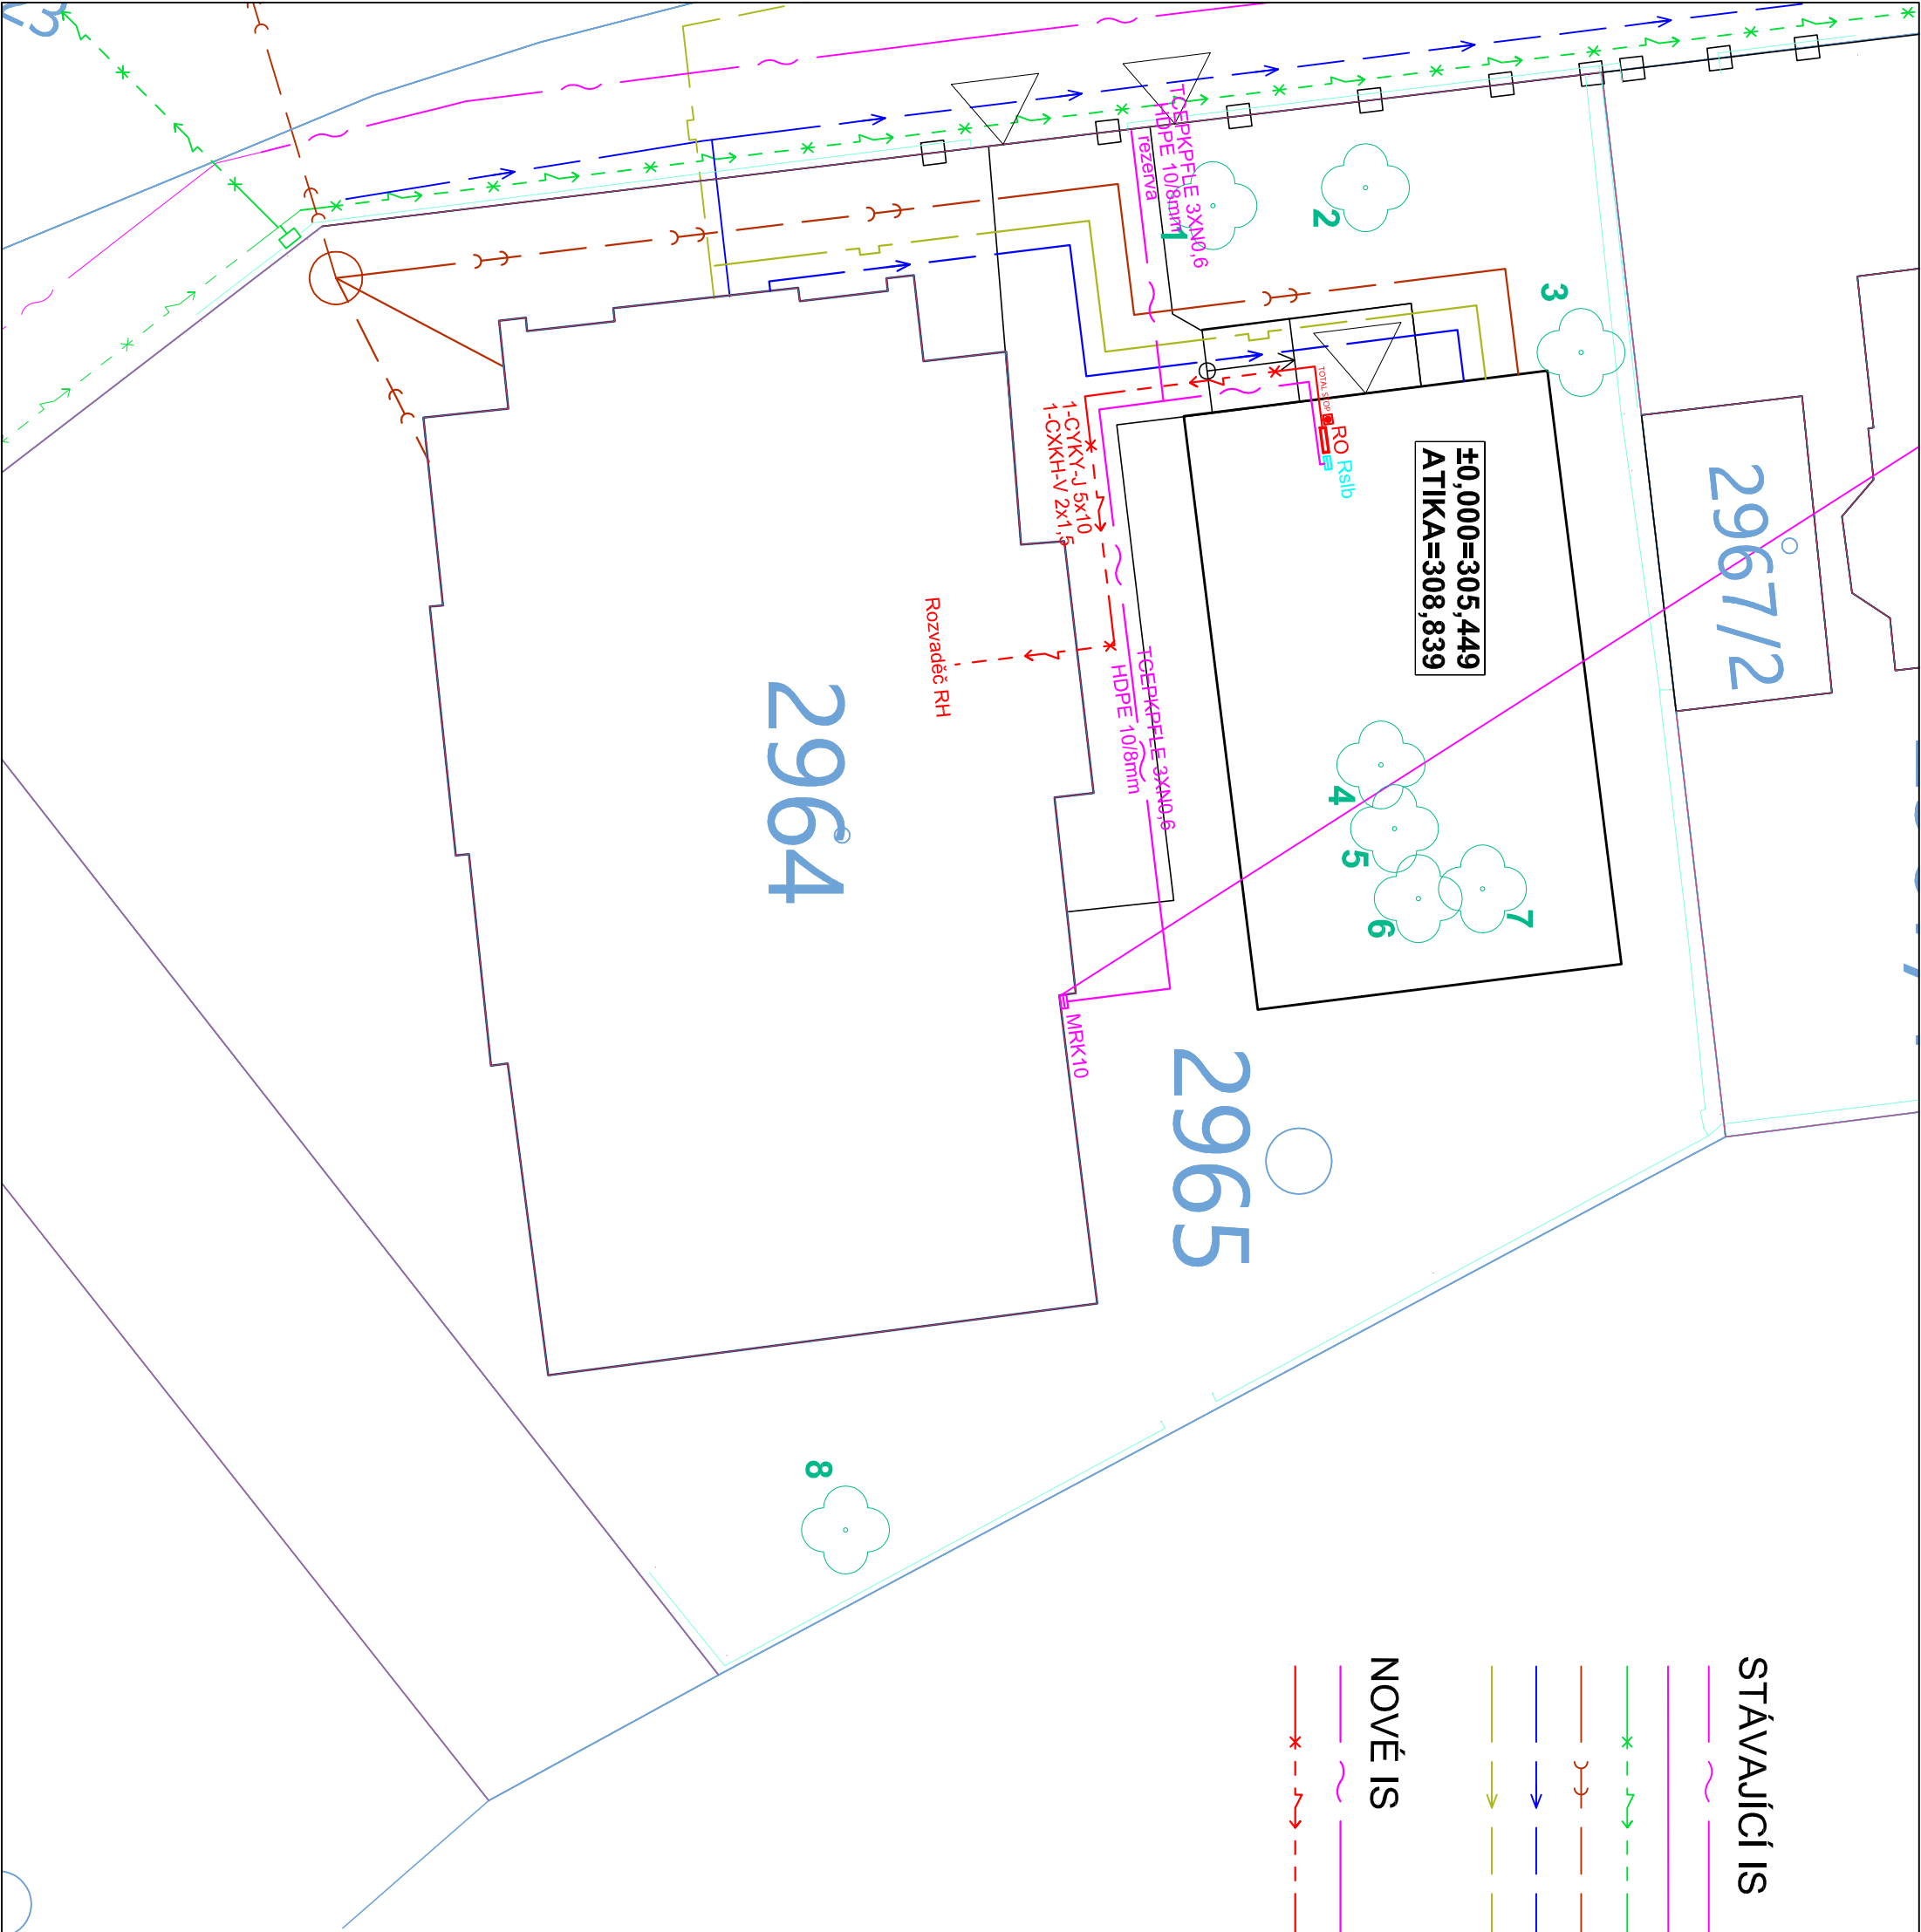 TCEPKPFLE 3XN0,6
HDPE 10/8mm
rezerva
1
2
3
TOTAL STOP
RO
Rslb
±0,000=305,449
ATIKA=308,839
2967/2
1-CYKY-J 5x10
1-CXKH-V 2x1,5
Rozvaděč RH
TCEPKPFLE 3XN0,6
HDPE 10/8mm
2964
4
5
6
7
MRK10
2965
8
STÁVAJÍCÍ IS
NOVÉ IS